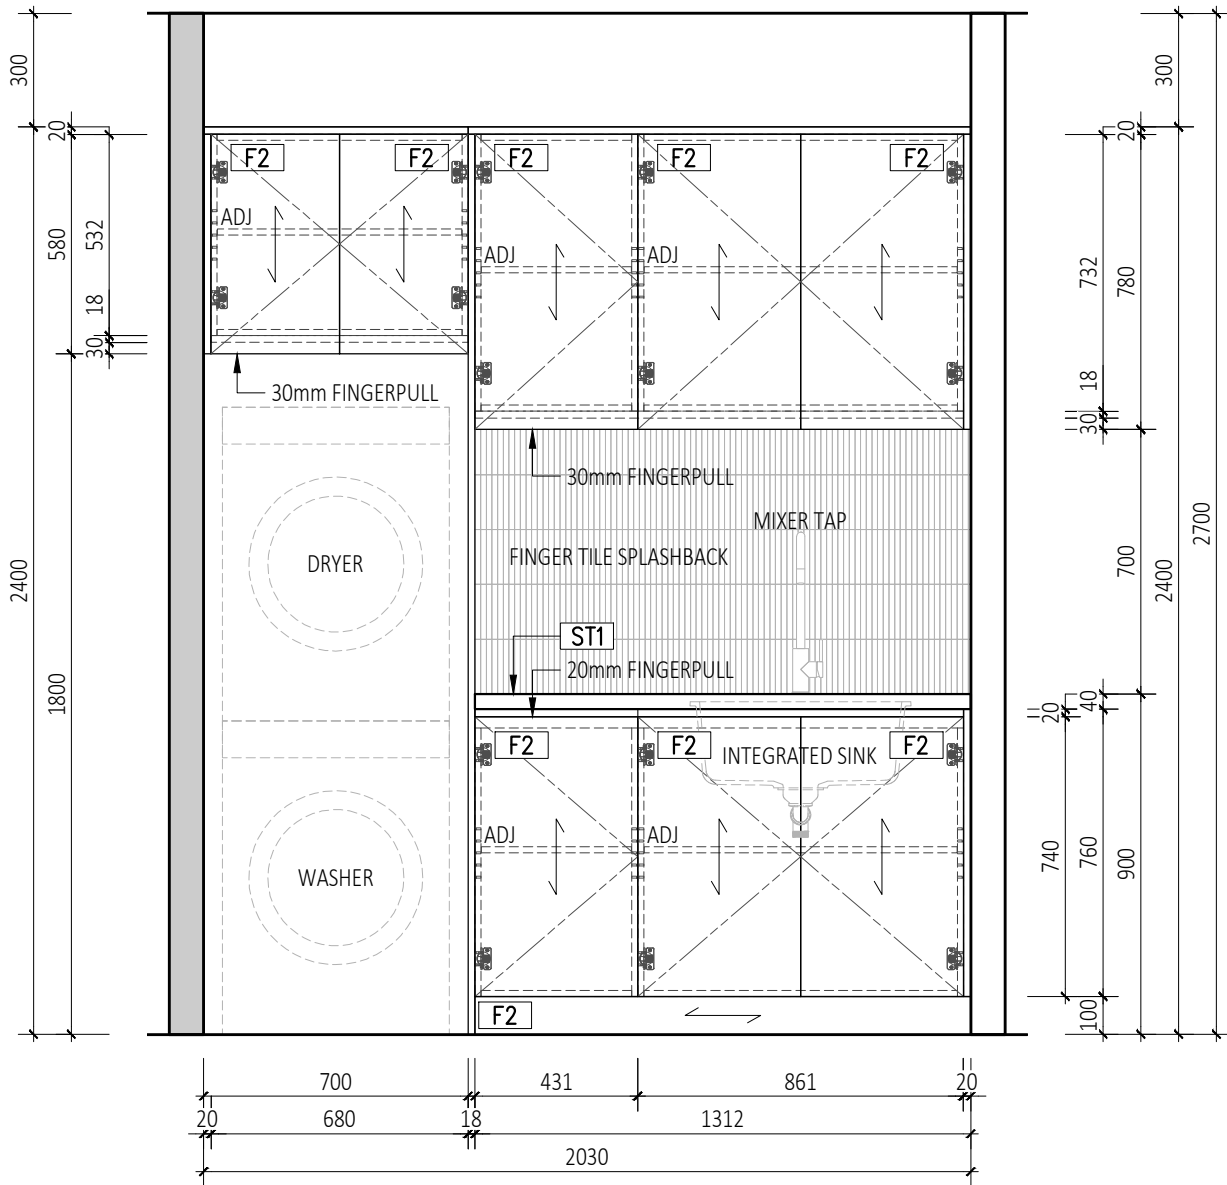 300
300
20
20
F2
F2
F2
F2
F2
ADJ
ADJ
ADJ
580
532
18
30
732
780
18
30
30mm FINGERPULL
30mm FINGERPULL
MIXER TAP
FINGER TILE SPLASHBACK
DRYER
2400
1800
700
2400
2700
ST1
20mm FINGERPULL
20
40
F2
F2
F2
INTEGRATED SINK
ADJ
ADJ
WASHER
740
760
900
F2
100
700
431
861
20
20
680
18
1312
2030